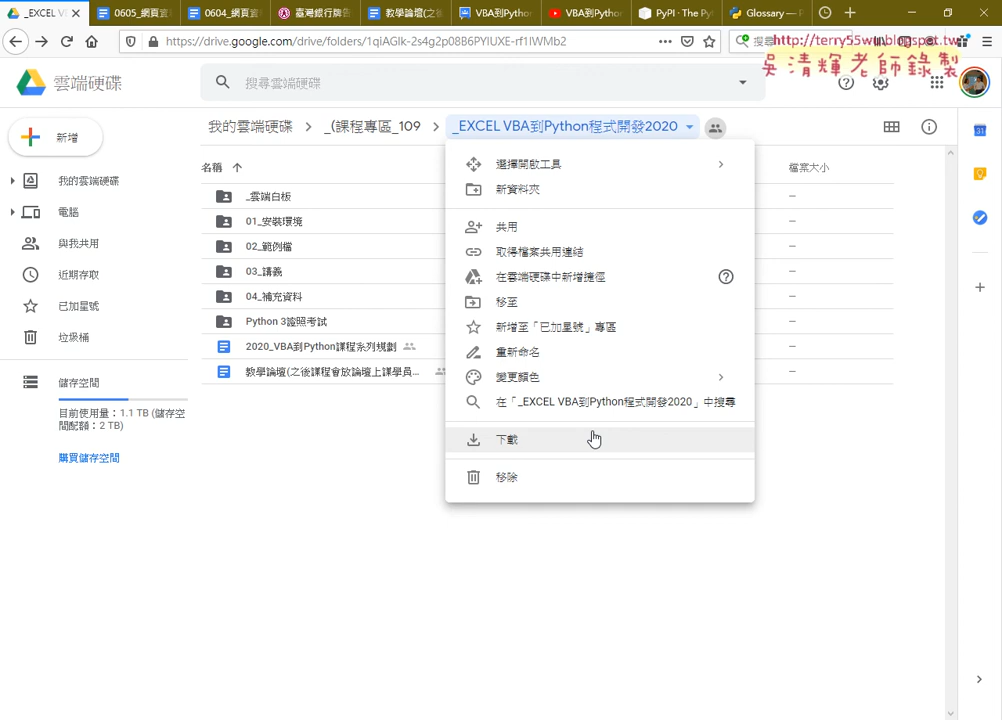 _EXCEL V
0605_網頁
0604_網頁
臺灣銀行牌告
教學論壇(之後
VBA到Python
VBA到Python
PyPI · The Py
Glossary —
https://drive.google.com/drive/folders/1qiAGlk-2s4g2p08B6PYIUXE-rf1IWMb2
搜尋
http://terry55wu.blogspot.tw
吳清輝老師錄製
雲端硬碟
搜尋雲端硬碟
新增
我的雲端硬碟
_(課程專區_109
_EXCEL VBA到Python程式開發2020
名稱
檔案大小
我的雲端硬碟
電腦
與我共用
近期存取
已加星號
垃圾桶
儲存空間
目前使用量：1.1 TB (儲存空
間配額：2 TB)
購買儲存空間
_雲端白板
01_安裝環境
02_範例檔
03_講義
04_補充資料
Python 3證照考試
2020_VBA到Python課程系列規劃
教學論壇(之後課程會放論壇上課學員...
選擇開啟工具
新資料夾
共用
取得檔案共用連結
在雲端硬碟中新增捷徑
移至
新增至「已加星號」專區
重新命名
變更顏色
在「_EXCEL VBA到Python程式開發2020」中搜尋
下載
移除
—
—
—
—
—
—
—
—
31